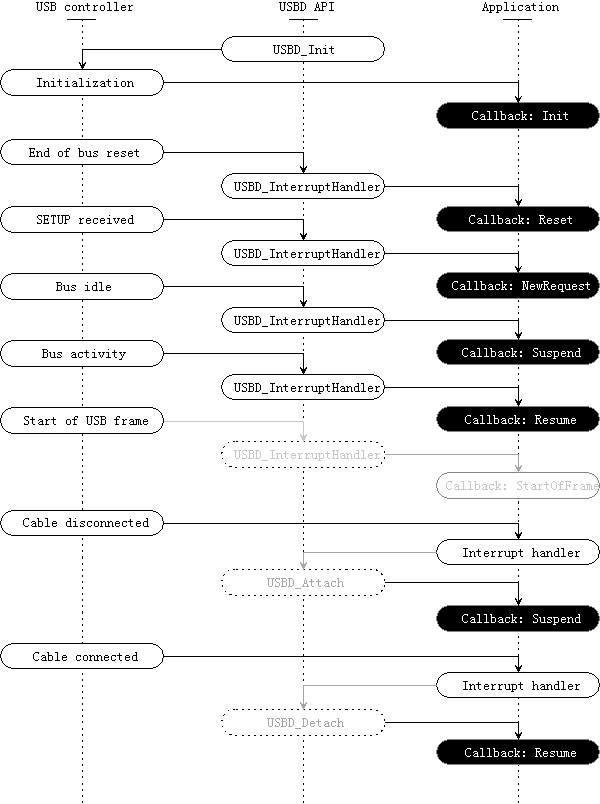 USB controller USBD API Application
USBD_Init
Initialization
Callback: Init
End of bus reset
USBD_InterruptHandler
SETUP received
Callback: Reset
USBD_InterruptHandler
Bus idle
Callback: NewRequest
USBD_InterruptHandler
Bus activity
Callback: Suspend
USBD_InterruptHandler
Start of USB frame
Callback: Resume
USBD_InterruptHandler
Callback: StartOfFrame
Cable disconnected
Interrupt handler
USBD_Attach
Callback: Suspend
Cable connected
Interrupt handler
USBD_Detach
Callback: Resume